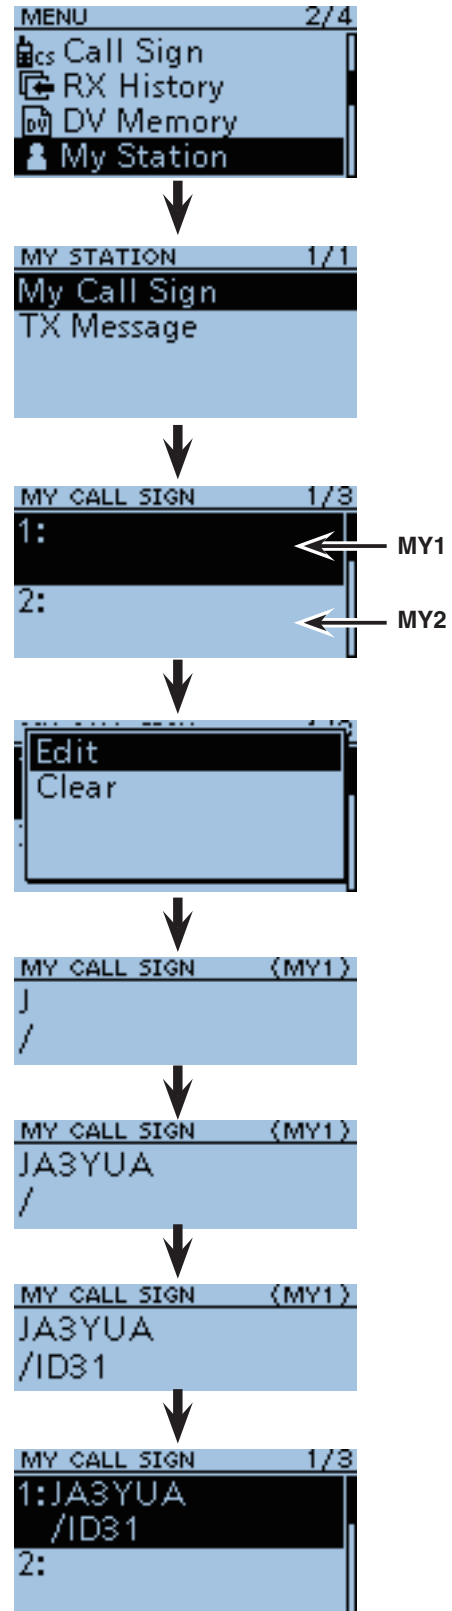 MENU 2/4
CS Call Sign
RX History
DV DV Memory
My Station
MY STATION 1/1
My Call Sign
TX Message
MY CALL SIGN 1/3
1:
MY1
2:
MY2
Edit
Clear
MY CALL SIGN (MY1)
J
/
MY CALL SIGN (MY1)
JA3YUA
/
MY CALL SIGN (MY1)
JA3YUA
/ID31
MY CALL SIGN 1/3
1:JA3YUA
/ID31
2: